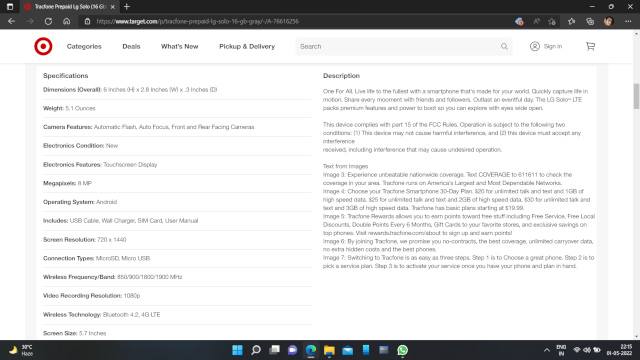 Tracfone Prepaid Lg Solo (16 GB
https://www.target.com/p/tracfone-prepaid-lg-solo-16-gb-gray/-/A-76616256
Categories
Deals
What's New
Pickup & Delivery
Search
Sign in
Specifications
Dimensions (Overall): 6 Inches (H) x 2.8 Inches (W) x .3 Inches (D)
Weight: 5.1 Ounces
Camera Features: Automatic Flash, Auto Focus, Front and Rear Facing Cameras
Electronics Condition: New
Electronics Features: Touchscreen Display
Megapixels: 8 MP
Operating System: Android
Includes: USB Cable, Wall Charger, SIM Card, User Manual
Screen Resolution: 720 x 1440
Connection Types: MicroSD, Micro USB
Wireless Frequency/Band: 850/900/1800/1900 MHz
Video Recording Resolution: 1080p
Wireless Technology: Bluetooth 4.2, 4G LTE
Screen Size: 5.7 Inches
Description
One For All. Live life to the fullest with a smartphone that's made for your world. Quickly capture life in
motion. Share every moorment with friends and followers. Outlast an eventful day. The LG Solo™ LTE
packs premium features and power to boot so you can explore with eyes wide open.
This device complies with part 15 of the FCC Rules. Operation is subject to the following two
conditions: (1) This device may not cause harmful interference, and (2) this device must accept any
interference
received, including interference that may cause undesired operation.
Text from Images
Image 3: Experience unbeatable nationwide coverage. Text COVERAGE to 611611 to check the
coverage in your area. Tracfone runs on America's Largest and Most Dependable Networks.
Image 4: Choose your Tracfone Smartphone 30-Day Plan. $20 for unlimited talk and text and 1GB of
high speed data. $25 for unlimited talk and text and 2GB of high speed data. $30 for unlimited talk and
text and 3GB of high speed data. Tracfone has basic plans starting at $19.99.
Image 5: Tracfone Rewards allows you to earn points toward free stuff including Free Service, Free Local
Discounts, Double Points Every 6 Months, Gift Cards to your favorite stores, and exclusive savings on
top phones. Visit rewards.tracfone.com/about to sign up and earn points!
Image 6: By joining Tracfone, we promise you no-contracts, the best coverage, unlimited carryover data,
no extra hidden costs and the best phones.
Image 7: Switching to Tracfone is as easy as three steps. Step 1 is to Choose a great phone. Step 2 is to
pick a service plan. Step 3 is to activate your service once you have your phone and plan in hand.
30°C
Haze
ENG
IN
22:15
01-05-2022